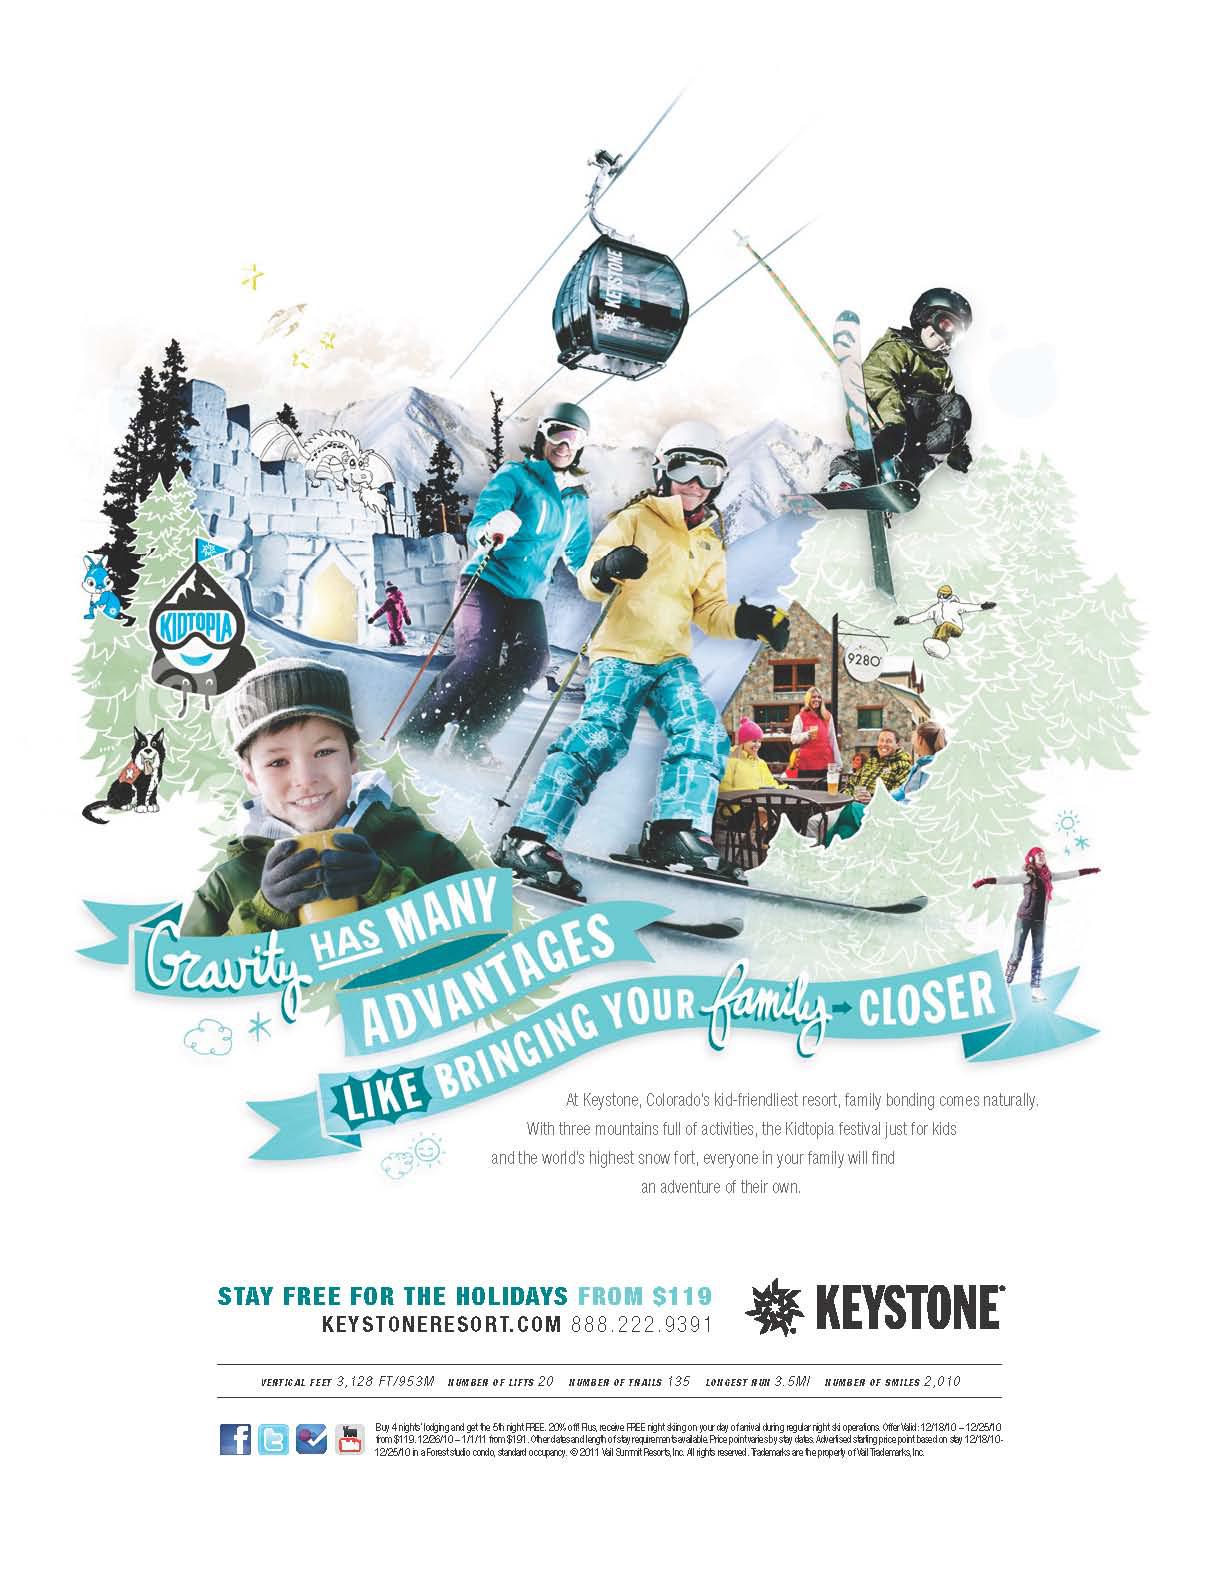 KEYSTONE
KIDTOPIA
9280'
Gravity HAS MANY
ADVANTAGES
LIKE BRINGING YOUR family CLOSER
At Keystone, Colorado's kid-friendliest resort, family bonding comes naturally.
With three mountains full of activities, the Kidtopia festival just for kids
and the world's highest snow fort, everyone in your family will find
an adventure of their own.
STAY FREE FOR THE HOLIDAYS FROM $119
KEYSTONERESORT.COM 888.222.9391
KEYSTONE®
VERTICAL FEET 3,128 FT/953M NUMBER OF LIFTS 20 NUMBER OF TRAILS 135 LONGEST RUN 3.5MI NUMBER OF SMILES 2,010
f t You Tube
Buy 4 nights' lodging and get the 5th night FREE. 20% off! Plus, receive FREE night skiing on your day of arrival during regular night ski operations. Offer Valid: 12/18/10 – 12/25/10
from $119. 12/26/10 – 1/1/11 from $191. Other dates and length of stay requirements available. Price point varies by stay dates. Advertised starting price point based on stay 12/18/10-
12/25/10 in a Forest studio condo, standard occupancy. © 2011 Vail Summit Resorts, Inc. All rights reserved. Trademarks are the property of Vail Trademarks, Inc.